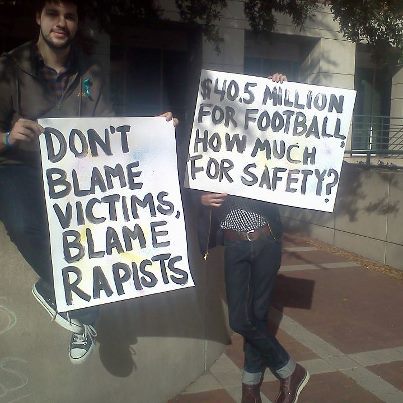 DON'T
BLAME
VICTIMS,
BLAME
RAPISTS
$40.5 MILLION
FOR FOOTBALL,
HOW MUCH
FOR SAFETY?